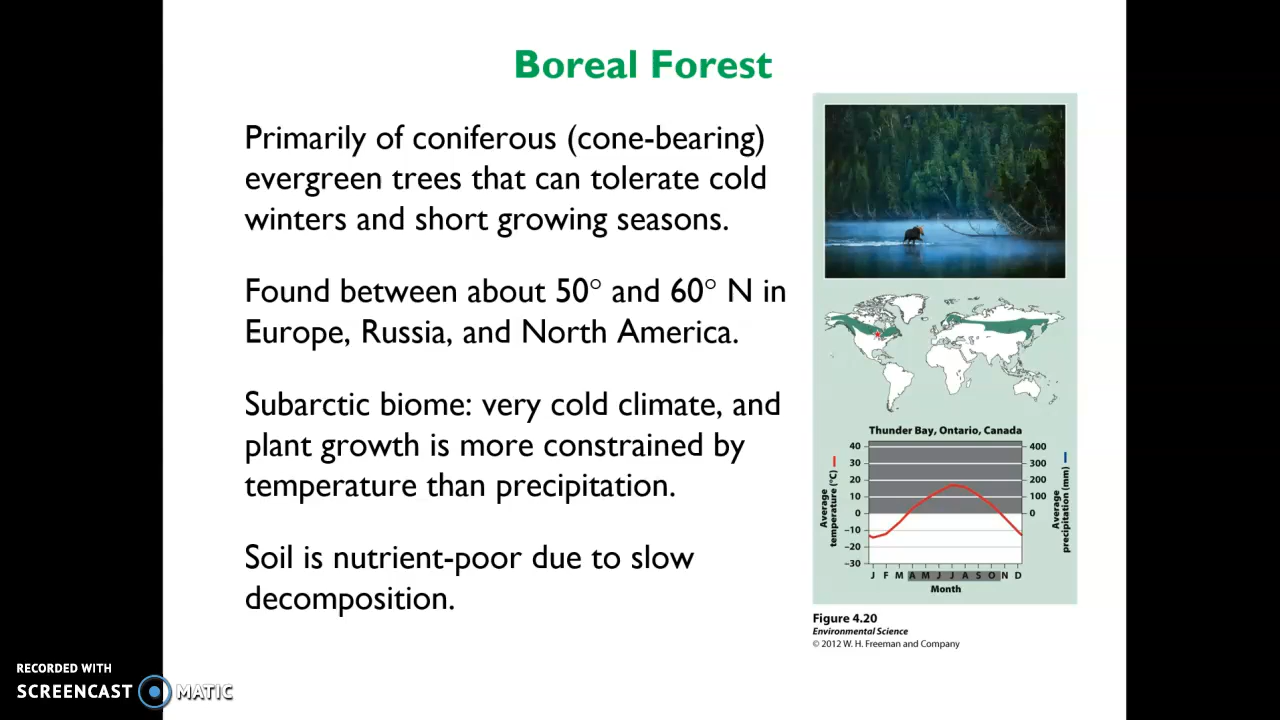 Boreal Forest
Primarily of coniferous (cone-bearing)
evergreen trees that can tolerate cold
winters and short growing seasons.
Found between about 50° and 60° N in
Europe, Russia, and North America.
Subarctic biome: very cold climate, and
plant growth is more constrained by
temperature than precipitation.
Soil is nutrient-poor due to slow
decomposition.
Thunder Bay, Ontario, Canada
Average
temperature (°C)
40
30
20
10
0
–10
–20
–30
400
300
200
100
0
Average
precipitation (mm)
J F M A M J J A S O N D
Month
Figure 4.20
Environmental Science
© 2012 W. H. Freeman and Company
RECORDED WITH
SCREENCAST MATIC